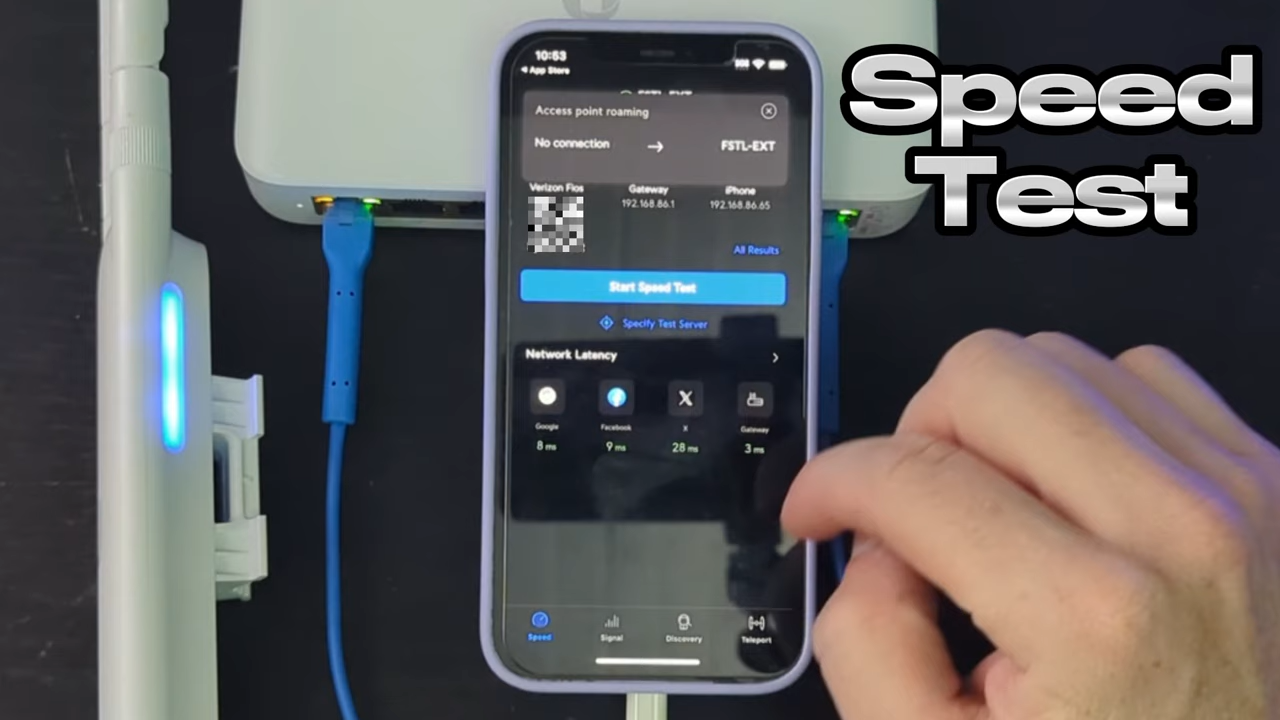 Speed
Test
10:53
App Store
Access point roaming
No connection → FSTL-EXT
Verizon Fios Gateway iPhone
192.168.86.1 192.168.86.65
All Results
Start Speed Test
Specify Test Server
Network Latency
Google Facebook X Gateway
8 ms 9 ms 28 ms 3 ms
Speed Signal Discovery Teleport